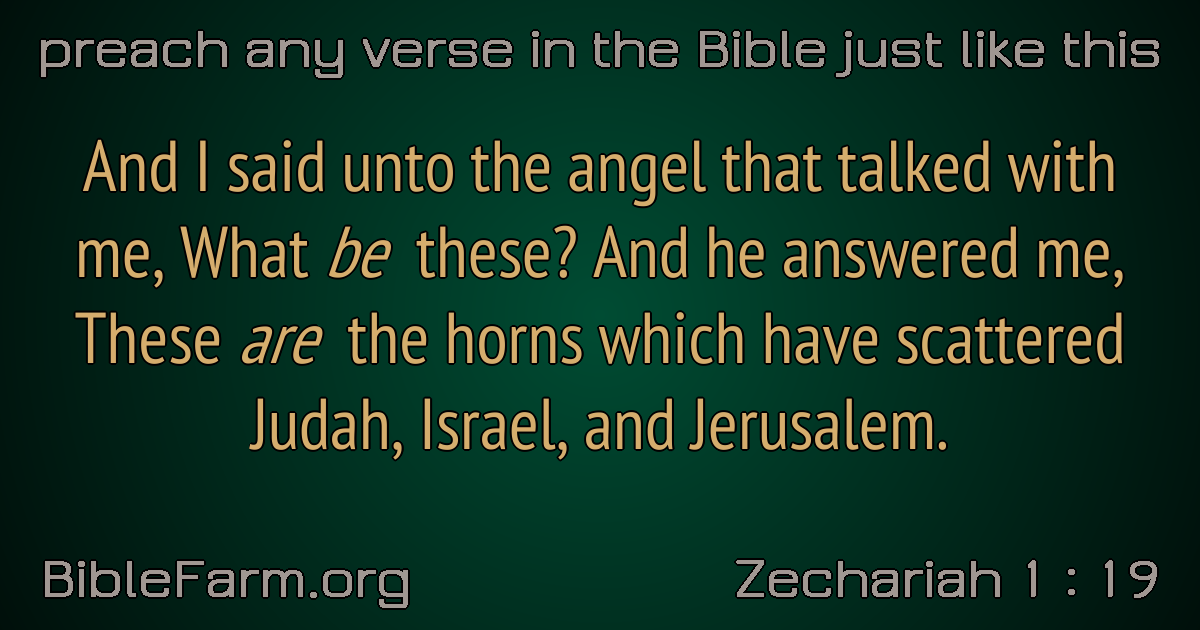 preach any verse in the Bible just like this
And I said unto the angel that talked with
me, What be these? And he answered me,
These are the horns which have scattered
Judah, Israel, and Jerusalem.
BibleFarm.org
Zechariah 1 : 19